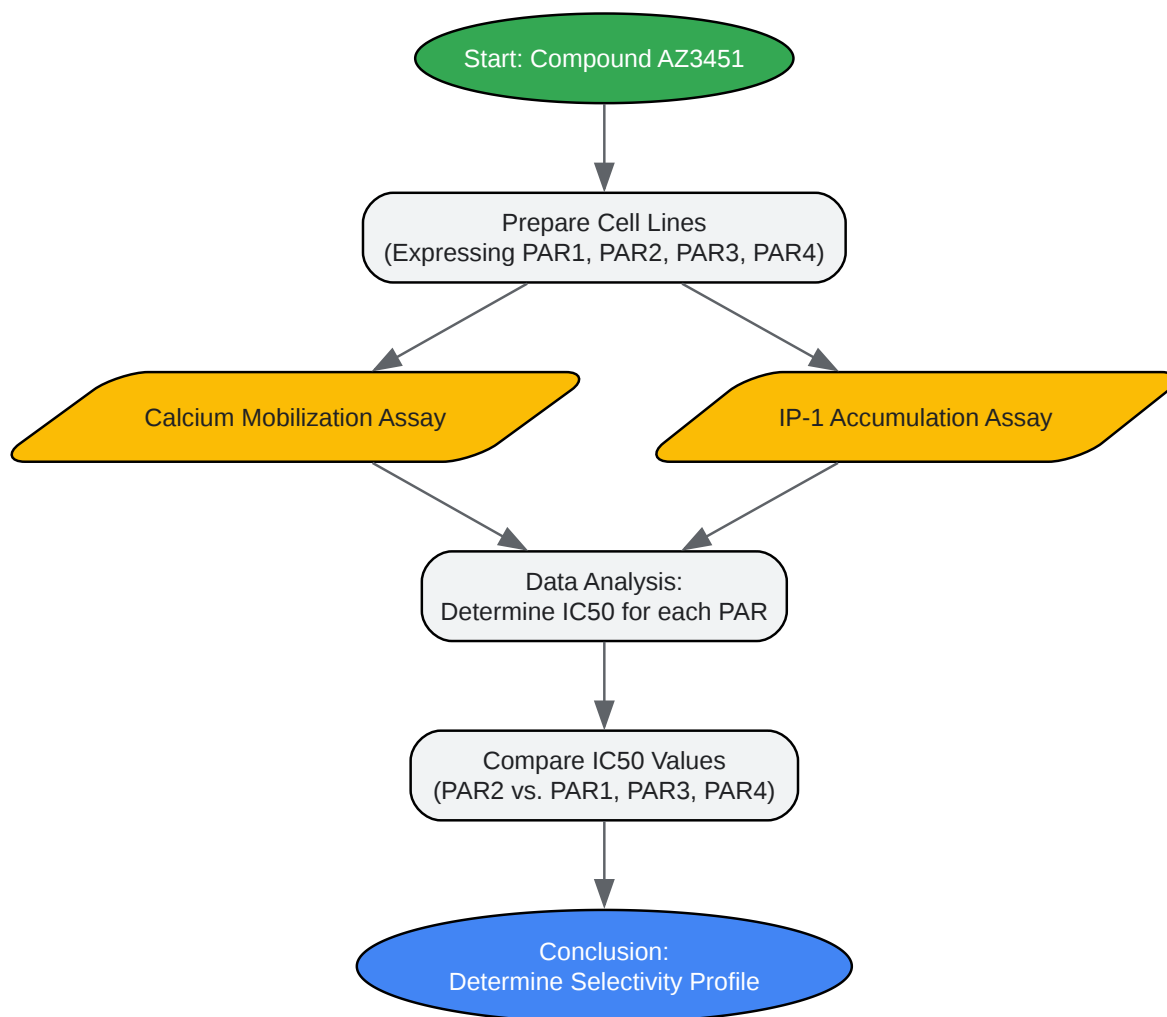 Start: Compound AZ3451
Prepare Cell Lines
(Expressing PAR1, PAR2, PAR3, PAR4)
Calcium Mobilization Assay
IP-1 Accumulation Assay
Data Analysis:
Determine IC50 for each PAR
Compare IC50 Values
(PAR2 vs. PAR1, PAR3, PAR4)
Conclusion:
Determine Selectivity Profile